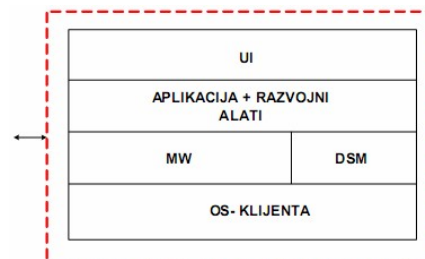 UI
APLIKACIJA + RAZVOJNI
ALATI
MW
DSM
OS- KLIJENTA